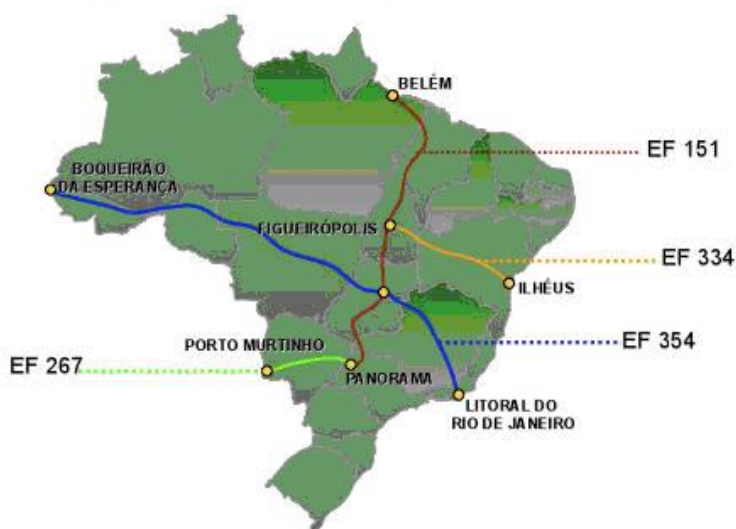 BELÉM
EF 151
BOQUEIRÃO
DA ESPERANÇA
FIGUEIRÓPOLIS
EF 334
ILHÉUS
PORTO MURTINHO
EF 354
EF 267
PANORAMA
LITORAL DO
RIO DE JANEIRO